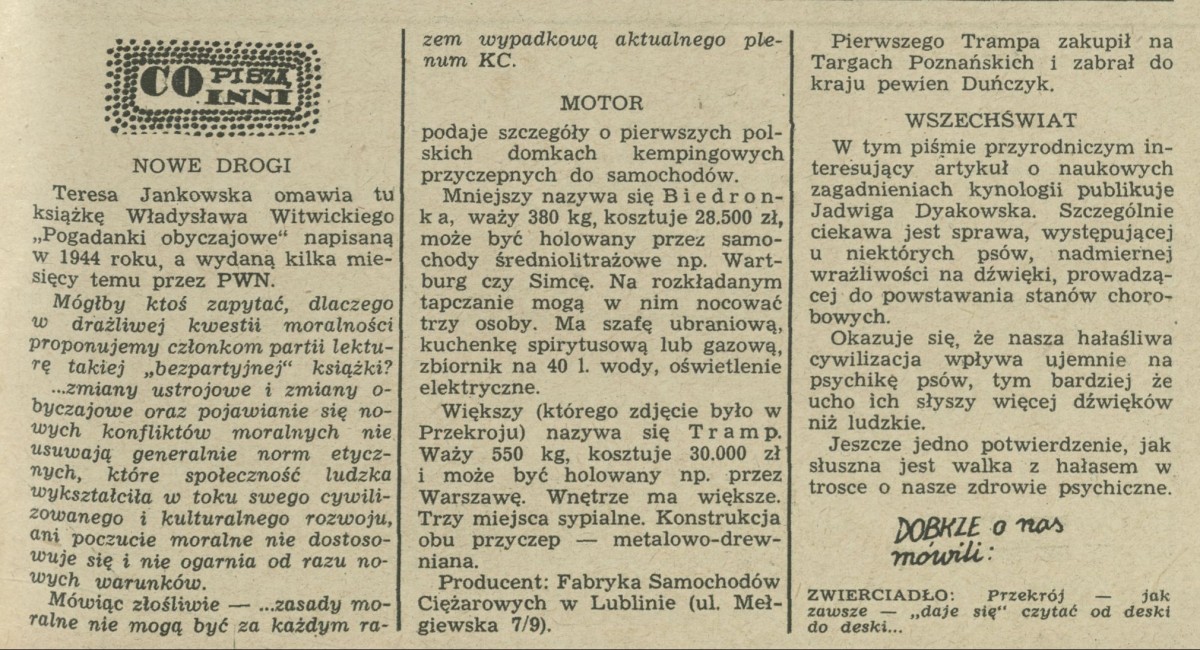 CO PISZĄ
INNI
NOWE DROGI
Teresa Jankowska omawia tu
książkę Władysława Witwickiego
„Pogadanki obyczajowe“ napisaną
w 1944 roku, a wydaną kilka mie-
sięcy temu przez PWN.
Mógłby ktoś zapytać, dlaczego
w drażliwej kwestii moralności
proponujemy członkom partii lektu-
rę takiej „bezpartyjnej“ książki?
...zmiany ustrojowe i zmiany o-
byczajowe oraz pojawianie się no-
wych konfliktów moralnych nie
usuwają generalnie norm etycz-
nych, które społeczność ludzka
wykształciła w toku swego cywili-
zowanego i kulturalnego rozwoju,
ani poczucie moralne nie dostoso-
wuje się i nie ogarnia od razu no-
wych warunków.
Mówiąc złośliwie — ...zasady mo-
ralne nie mogą być za każdym ra-
zem wypadkową aktualnego ple-
num KC.
MOTOR
podaje szczegóły o pierwszych pol-
skich domkach kempingowych
przyczepnych do samochodów.
Mniejszy nazywa się Biedron-
ka, waży 380 kg, kosztuje 28.500 zł,
może być holowany przez samo-
chody średniolitrażowe np. Wart-
burg czy Simcę. Na rozkładanym
tapczanie mogą w nim nocować
trzy osoby. Ma szafę ubraniową,
kuchenkę spirytusową lub gazową,
zbiornik na 40 l. wody, oświetlenie
elektryczne.
Większy (którego zdjęcie było w
Przekroju) nazywa się Tramp.
Waży 550 kg, kosztuje 30.000 zł
i może być holowany np. przez
Warszawę. Wnętrze ma większe.
Trzy miejsca sypialne. Konstrukcja
obu przyczep — metalowo-drew-
niana.
Producent: Fabryka Samochodów
Ciężarowych w Lublinie (ul. Meł-
giewska 7/9).
Pierwszego Trampa zakupił na
Targach Poznańskich i zabrał do
kraju pewien Duńczyk.
WSZECHŚWIAT
W tym piśmie przyrodniczym in-
teresujący artykuł o naukowych
zagadnieniach kynologii publikuje
Jadwiga Dyakowska. Szczególnie
ciekawa jest sprawa, występującej
u niektórych psów, nadmiernej
wrażliwości na dźwięki, prowadzą-
cej do powstawania stanów choro-
bowych.
Okazuje się, że nasza hałaśliwa
cywilizacja wpływa ujemnie na
psychikę psów, tym bardziej że
ucho ich słyszy więcej dźwięków
niż ludzkie.
Jeszcze jedno potwierdzenie, jak
słuszna jest walka z hałasem w
trosce o nasze zdrowie psychiczne.
DOBRZE o nas
mówili:
ZWIERCIADŁO: Przekrój — jak
zawsze — „daje się“ czytać od deski
do deski...